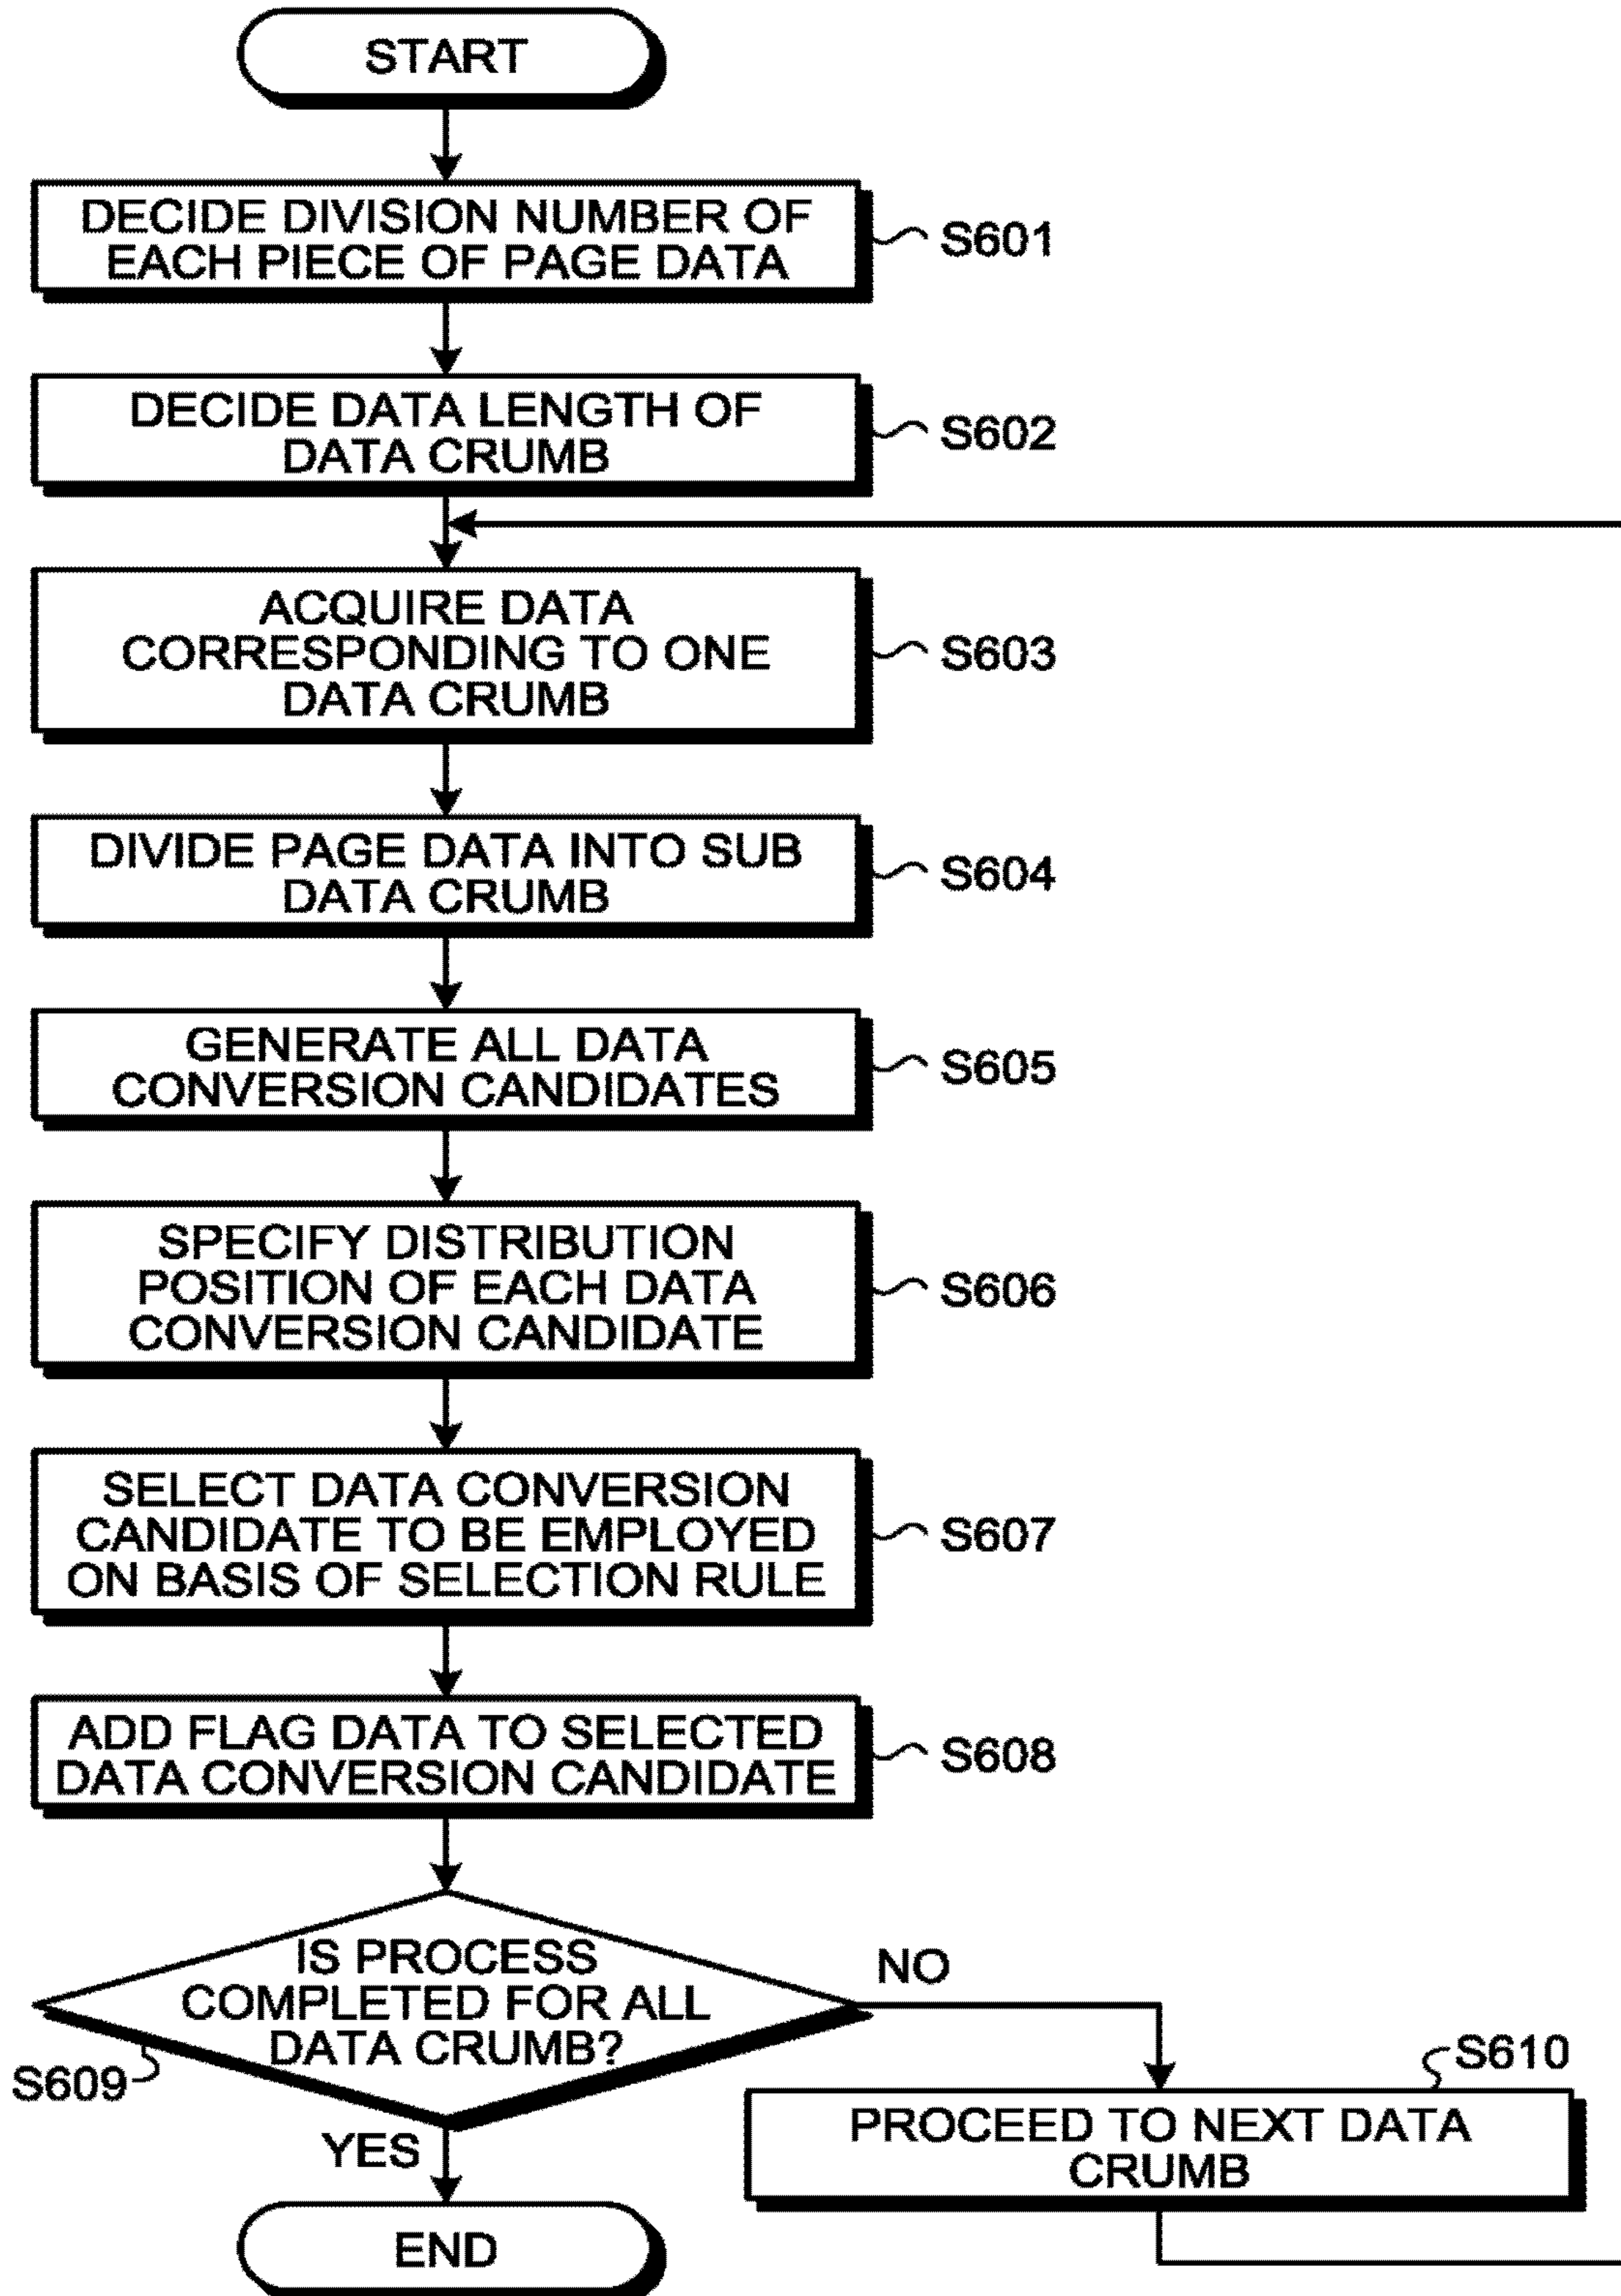 START
DECIDE DIVISION NUMBER OF
EACH PIECE OF PAGE DATA
S601
DECIDE DATA LENGTH OF
DATA CRUMB
S602
ACQUIRE DATA
CORRESPONDING TO ONE
DATA CRUMB
S603
DIVIDE PAGE DATA INTO SUB
DATA CRUMB
S604
GENERATE ALL DATA
CONVERSION CANDIDATES
S605
SPECIFY DISTRIBUTION
POSITION OF EACH DATA
CONVERSION CANDIDATE
S606
SELECT DATA CONVERSION
CANDIDATE TO BE EMPLOYED
ON BASIS OF SELECTION RULE
S607
ADD FLAG DATA TO SELECTED
DATA CONVERSION CANDIDATE
S608
IS PROCESS
COMPLETED FOR ALL
DATA CRUMB?
S609
NO
S610
PROCEED TO NEXT DATA
CRUMB
YES
END